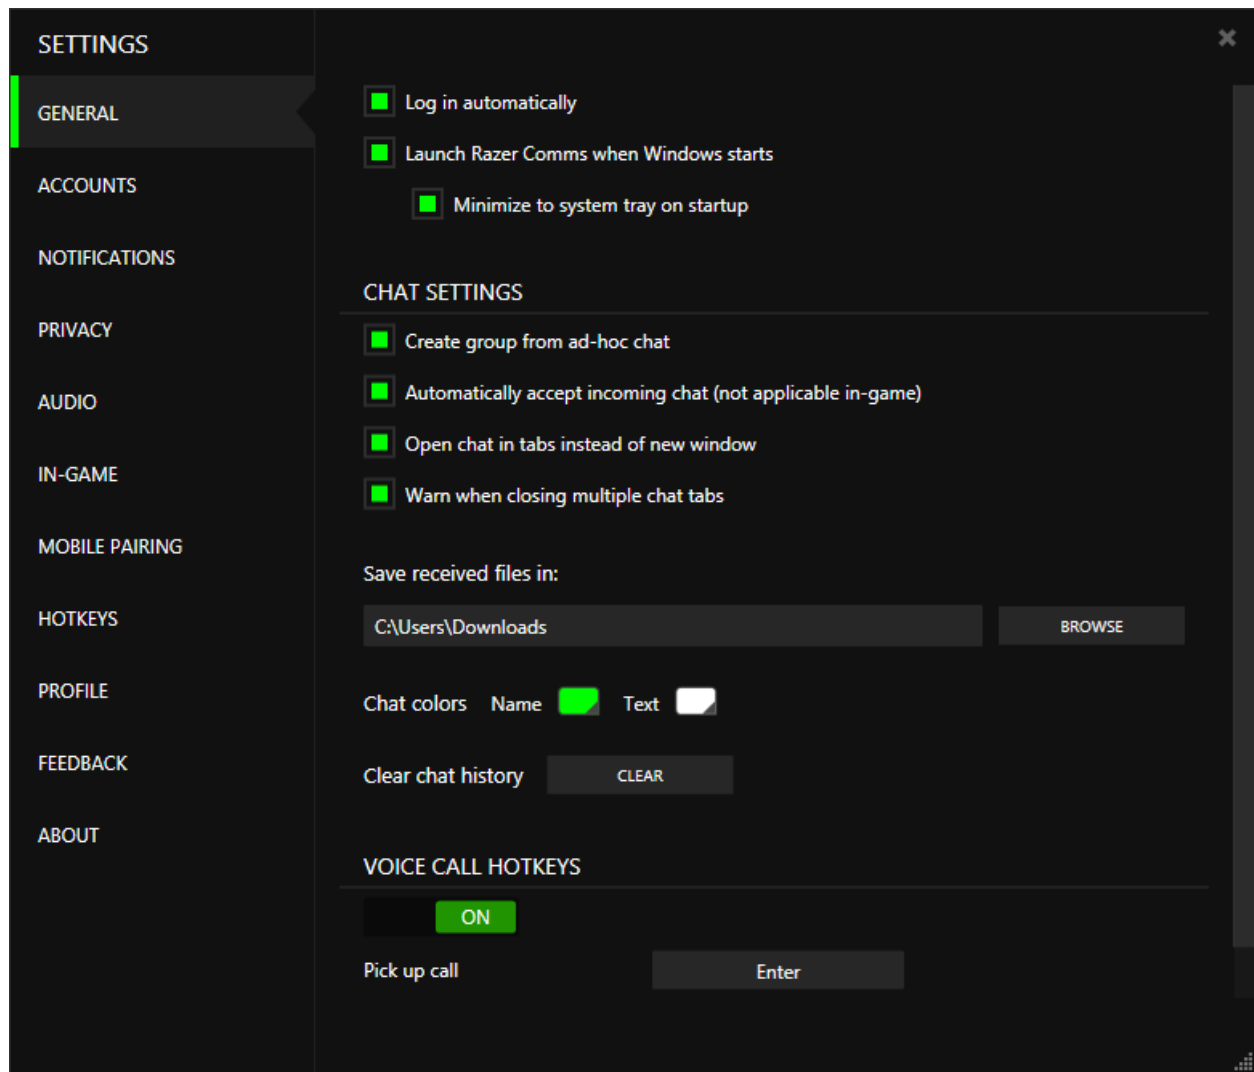 SETTINGS
GENERAL
ACCOUNTS
NOTIFICATIONS
PRIVACY
AUDIO
IN-GAME
MOBILE PAIRING
HOTKEYS
PROFILE
FEEDBACK
ABOUT
Log in automatically
Launch Razer Comms when Windows starts
Minimize to system tray on startup
CHAT SETTINGS
Create group from ad-hoc chat
Automatically accept incoming chat (not applicable in-game)
Open chat in tabs instead of new window
Warn when closing multiple chat tabs
Save received files in:
C:\Users\Downloads BROWSE
Chat colors Name Text
Clear chat history CLEAR
VOICE CALL HOTKEYS
ON
Pick up call Enter